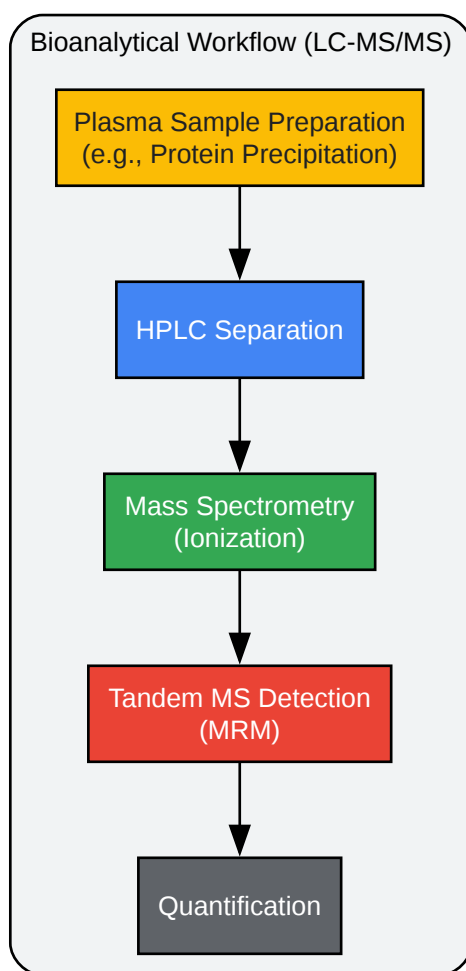 Bioanalytical Workflow (LC-MS/MS)
Plasma Sample Preparation
(e.g., Protein Precipitation)
HPLC Separation
Mass Spectrometry
(Ionization)
Tandem MS Detection
(MRM)
Quantification